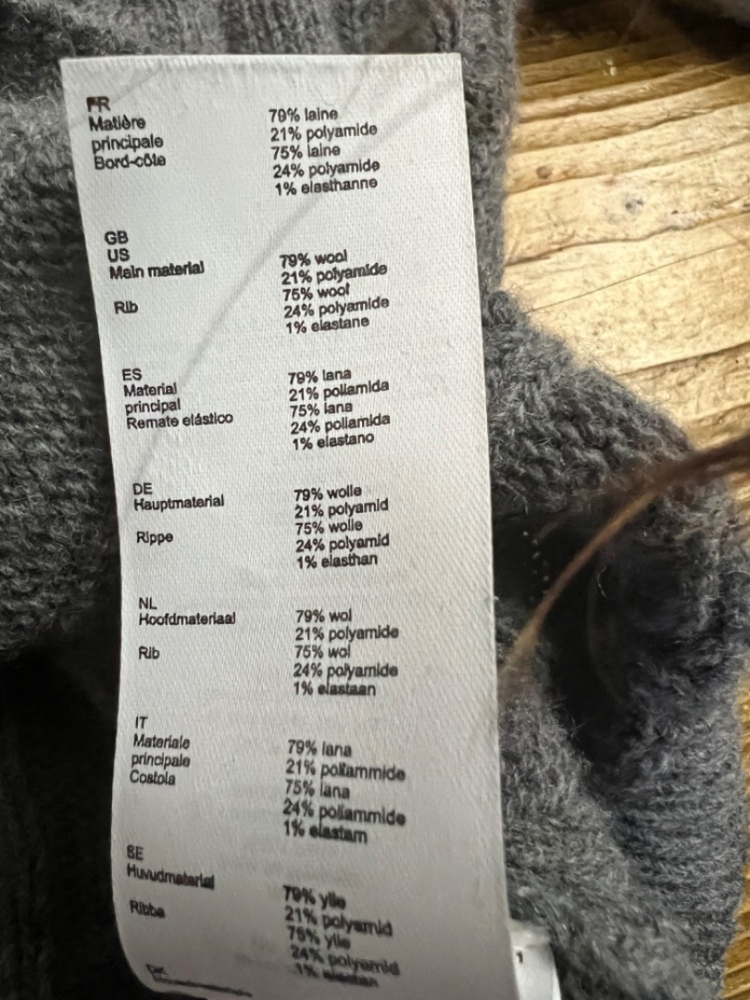 FR
Matière 79% laine
principale 21% polyamide
Bord-côte 75% laine
24% polyamide
1% elasthanne
GB
US
Main material 79% wool
21% polyamide
75% wool
Rib 24% polyamide
1% elastane
ES
Material 79% lana
principal 21% poliamida
Remate elástico 75% lana
24% poliamida
1% elastano
DE
Hauptmaterial 79% wolle
21% polyamid
Rippe 75% wolle
24% polyamid
1% elasthan
NL
Hoofdmateriaal 79% wol
21% polyamide
Rib 75% wol
24% polyamide
1% elastaan
IT
Materiale 79% lana
principale 21% poliammide
Costola 75% lana
24% poliammide
1% elastam
SE
Huvudmaterial 79% ylle
21% polyamid
Ribba 75% ylle
24% polyamid
1% elastan
DK